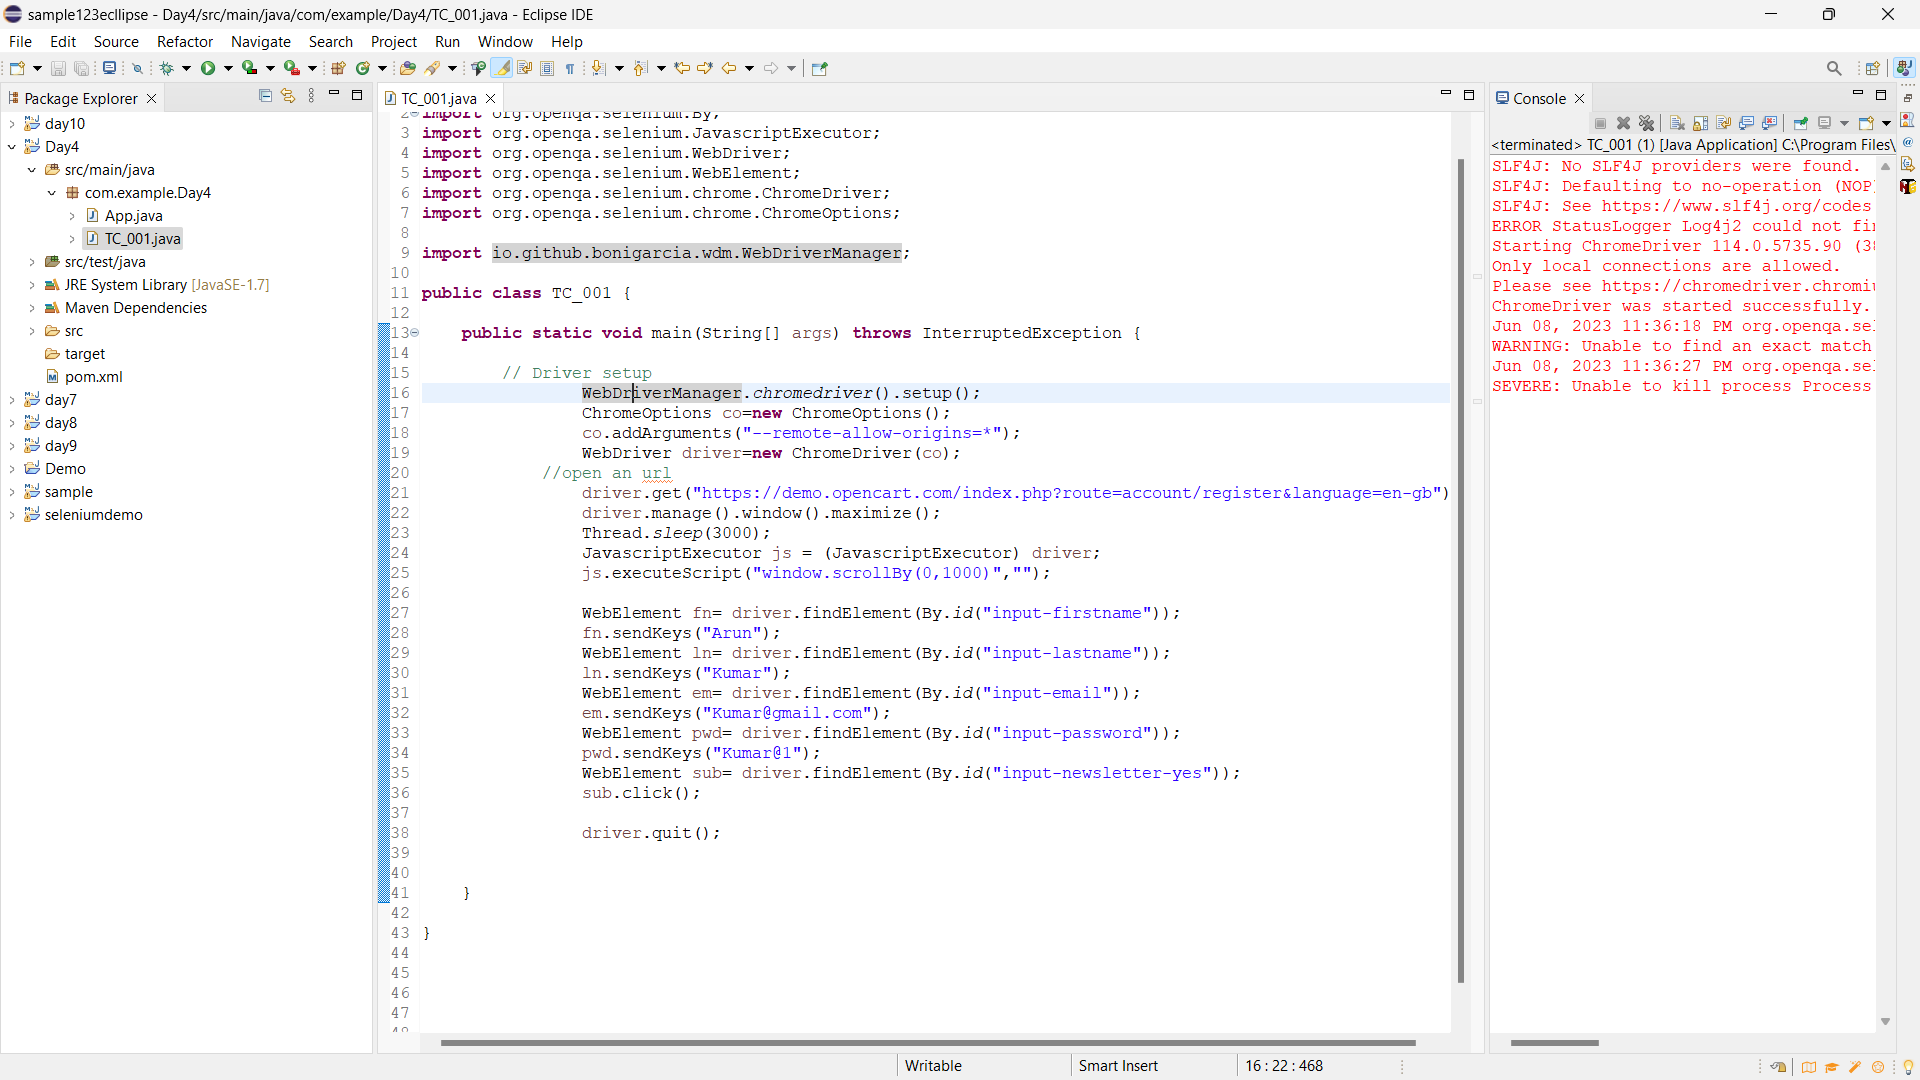 sample123ecllipse - Day4/src/main/java/com/example/Day4/TC_001.java - Eclipse IDE
File Edit Source Refactor Navigate Search Project Run Window Help
Package Explorer
day10
Day4
src/main/java
com.example.Day4
App.java
TC_001.java
src/test/java
JRE System Library [JavaSE-1.7]
Maven Dependencies
src
target
pom.xml
day7
day8
day9
Demo
sample
seleniumdemo
TC_001.java
2 import org.openqa.selenium.By;
3 import org.openqa.selenium.JavascriptExecutor;
4 import org.openqa.selenium.WebDriver;
5 import org.openqa.selenium.WebElement;
6 import org.openqa.selenium.chrome.ChromeDriver;
7 import org.openqa.selenium.chrome.ChromeOptions;
8
9 import io.github.bonigarcia.wdm.WebDriverManager;
10
11 public class TC_001 {
12
13 public static void main(String[] args) throws InterruptedException {
14
15 // Driver setup
16 WebDriverManager.chromedriver().setup();
17 ChromeOptions co=new ChromeOptions();
18 co.addArguments("--remote-allow-origins=*");
19 WebDriver driver=new ChromeDriver(co);
20 //open an url
21 driver.get("https://demo.opencart.com/index.php?route=account/register&language=en-gb")
22 driver.manage().window().maximize();
23 Thread.sleep(3000);
24 JavascriptExecutor js = (JavascriptExecutor) driver;
25 js.executeScript("window.scrollBy(0,1000)","");
26
27 WebElement fn= driver.findElement(By.id("input-firstname"));
28 fn.sendKeys("Arun");
29 WebElement ln= driver.findElement(By.id("input-lastname"));
30 ln.sendKeys("Kumar");
31 WebElement em= driver.findElement(By.id("input-email"));
32 em.sendKeys("Kumar@gmail.com");
33 WebElement pwd= driver.findElement(By.id("input-password"));
34 pwd.sendKeys("Kumar@1");
35 WebElement sub= driver.findElement(By.id("input-newsletter-yes"));
36 sub.click();
37
38 driver.quit();
39
40
41 }
42
43 }
44
45
46
47
48
Console
<terminated> TC_001 (1) [Java Application] C:\Program Files\
SLF4J: No SLF4J providers were found.
SLF4J: Defaulting to no-operation (NOP
SLF4J: See https://www.slf4j.org/codes
ERROR StatusLogger Log4j2 could not fi
Starting ChromeDriver 114.0.5735.90 (3
Only local connections are allowed.
Please see https://chromedriver.chromi
ChromeDriver was started successfully.
Jun 08, 2023 11:36:18 PM org.openqa.se
WARNING: Unable to find an exact match
Jun 08, 2023 11:36:27 PM org.openqa.se
SEVERE: Unable to kill process Process
Writable Smart Insert 16 : 22 : 468